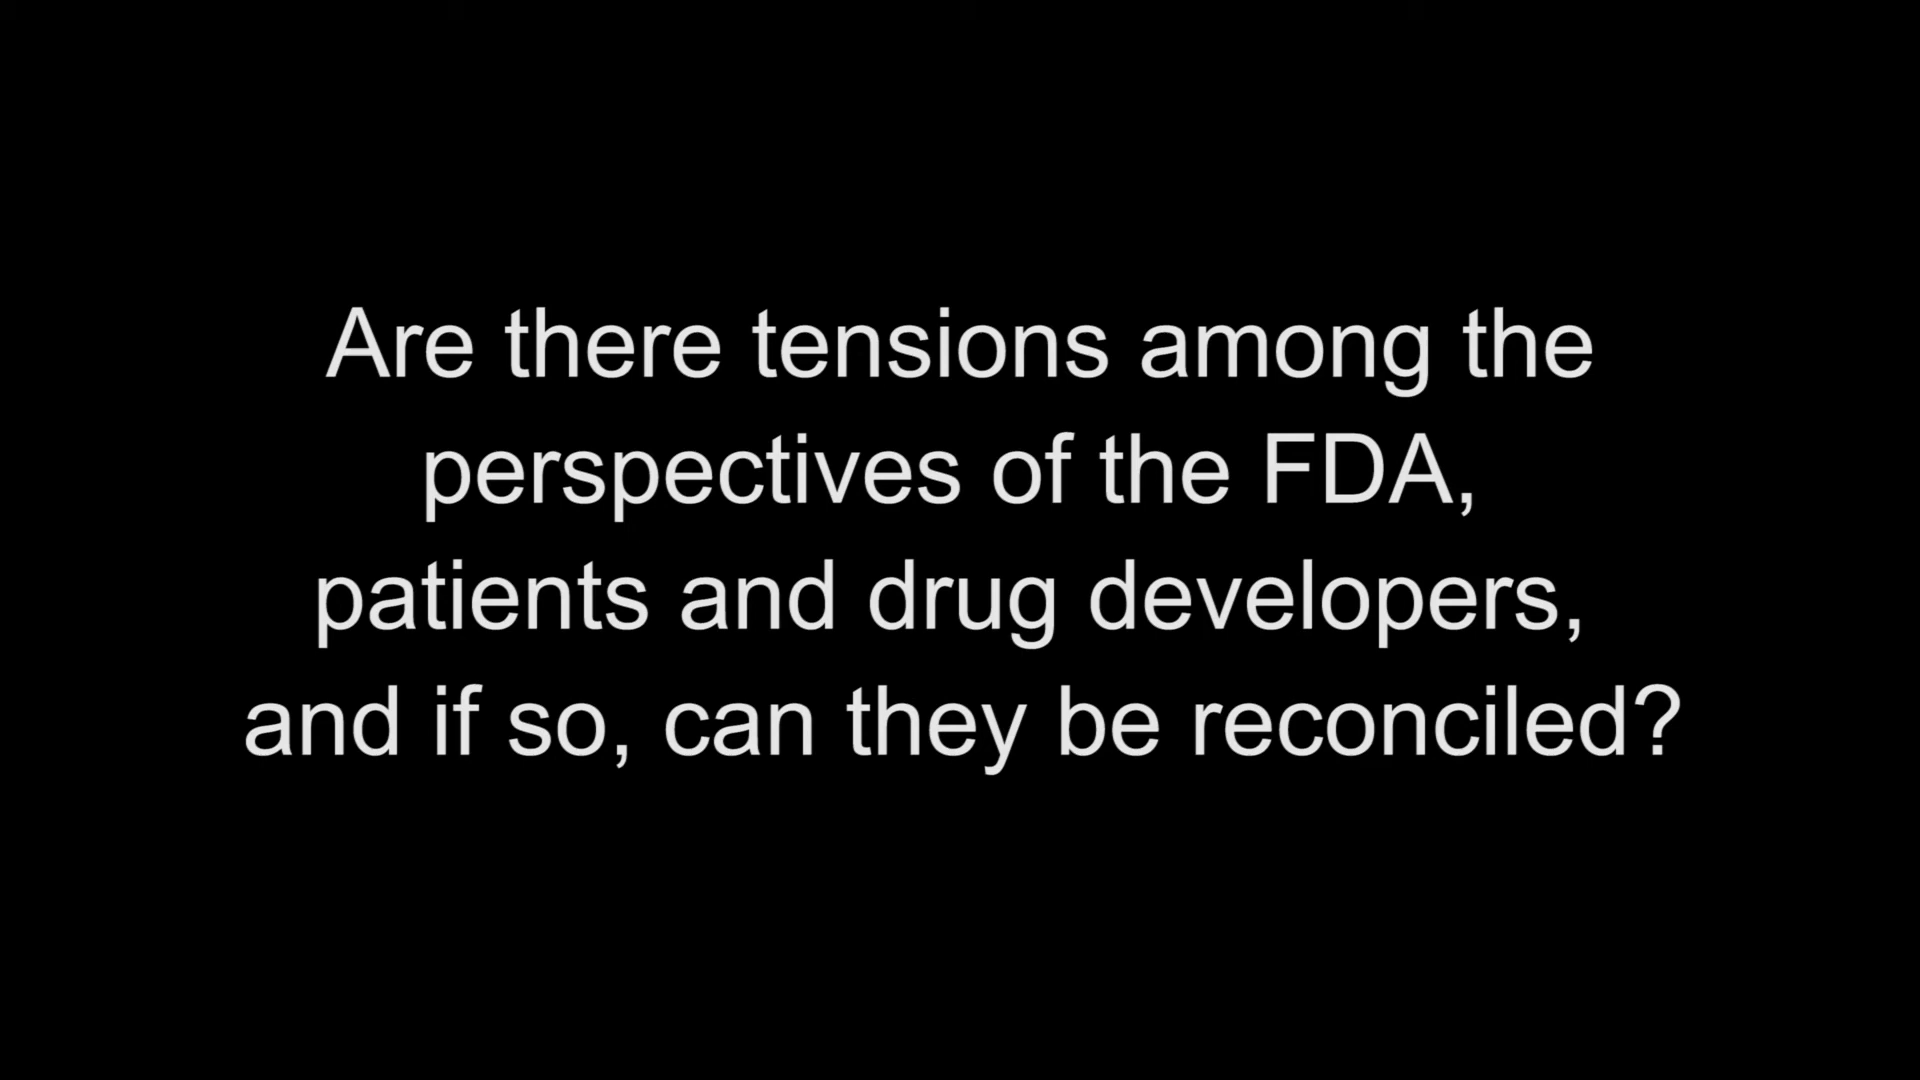 Are there tensions among the
perspectives of the FDA,
patients and drug developers,
and if so, can they be reconciled?